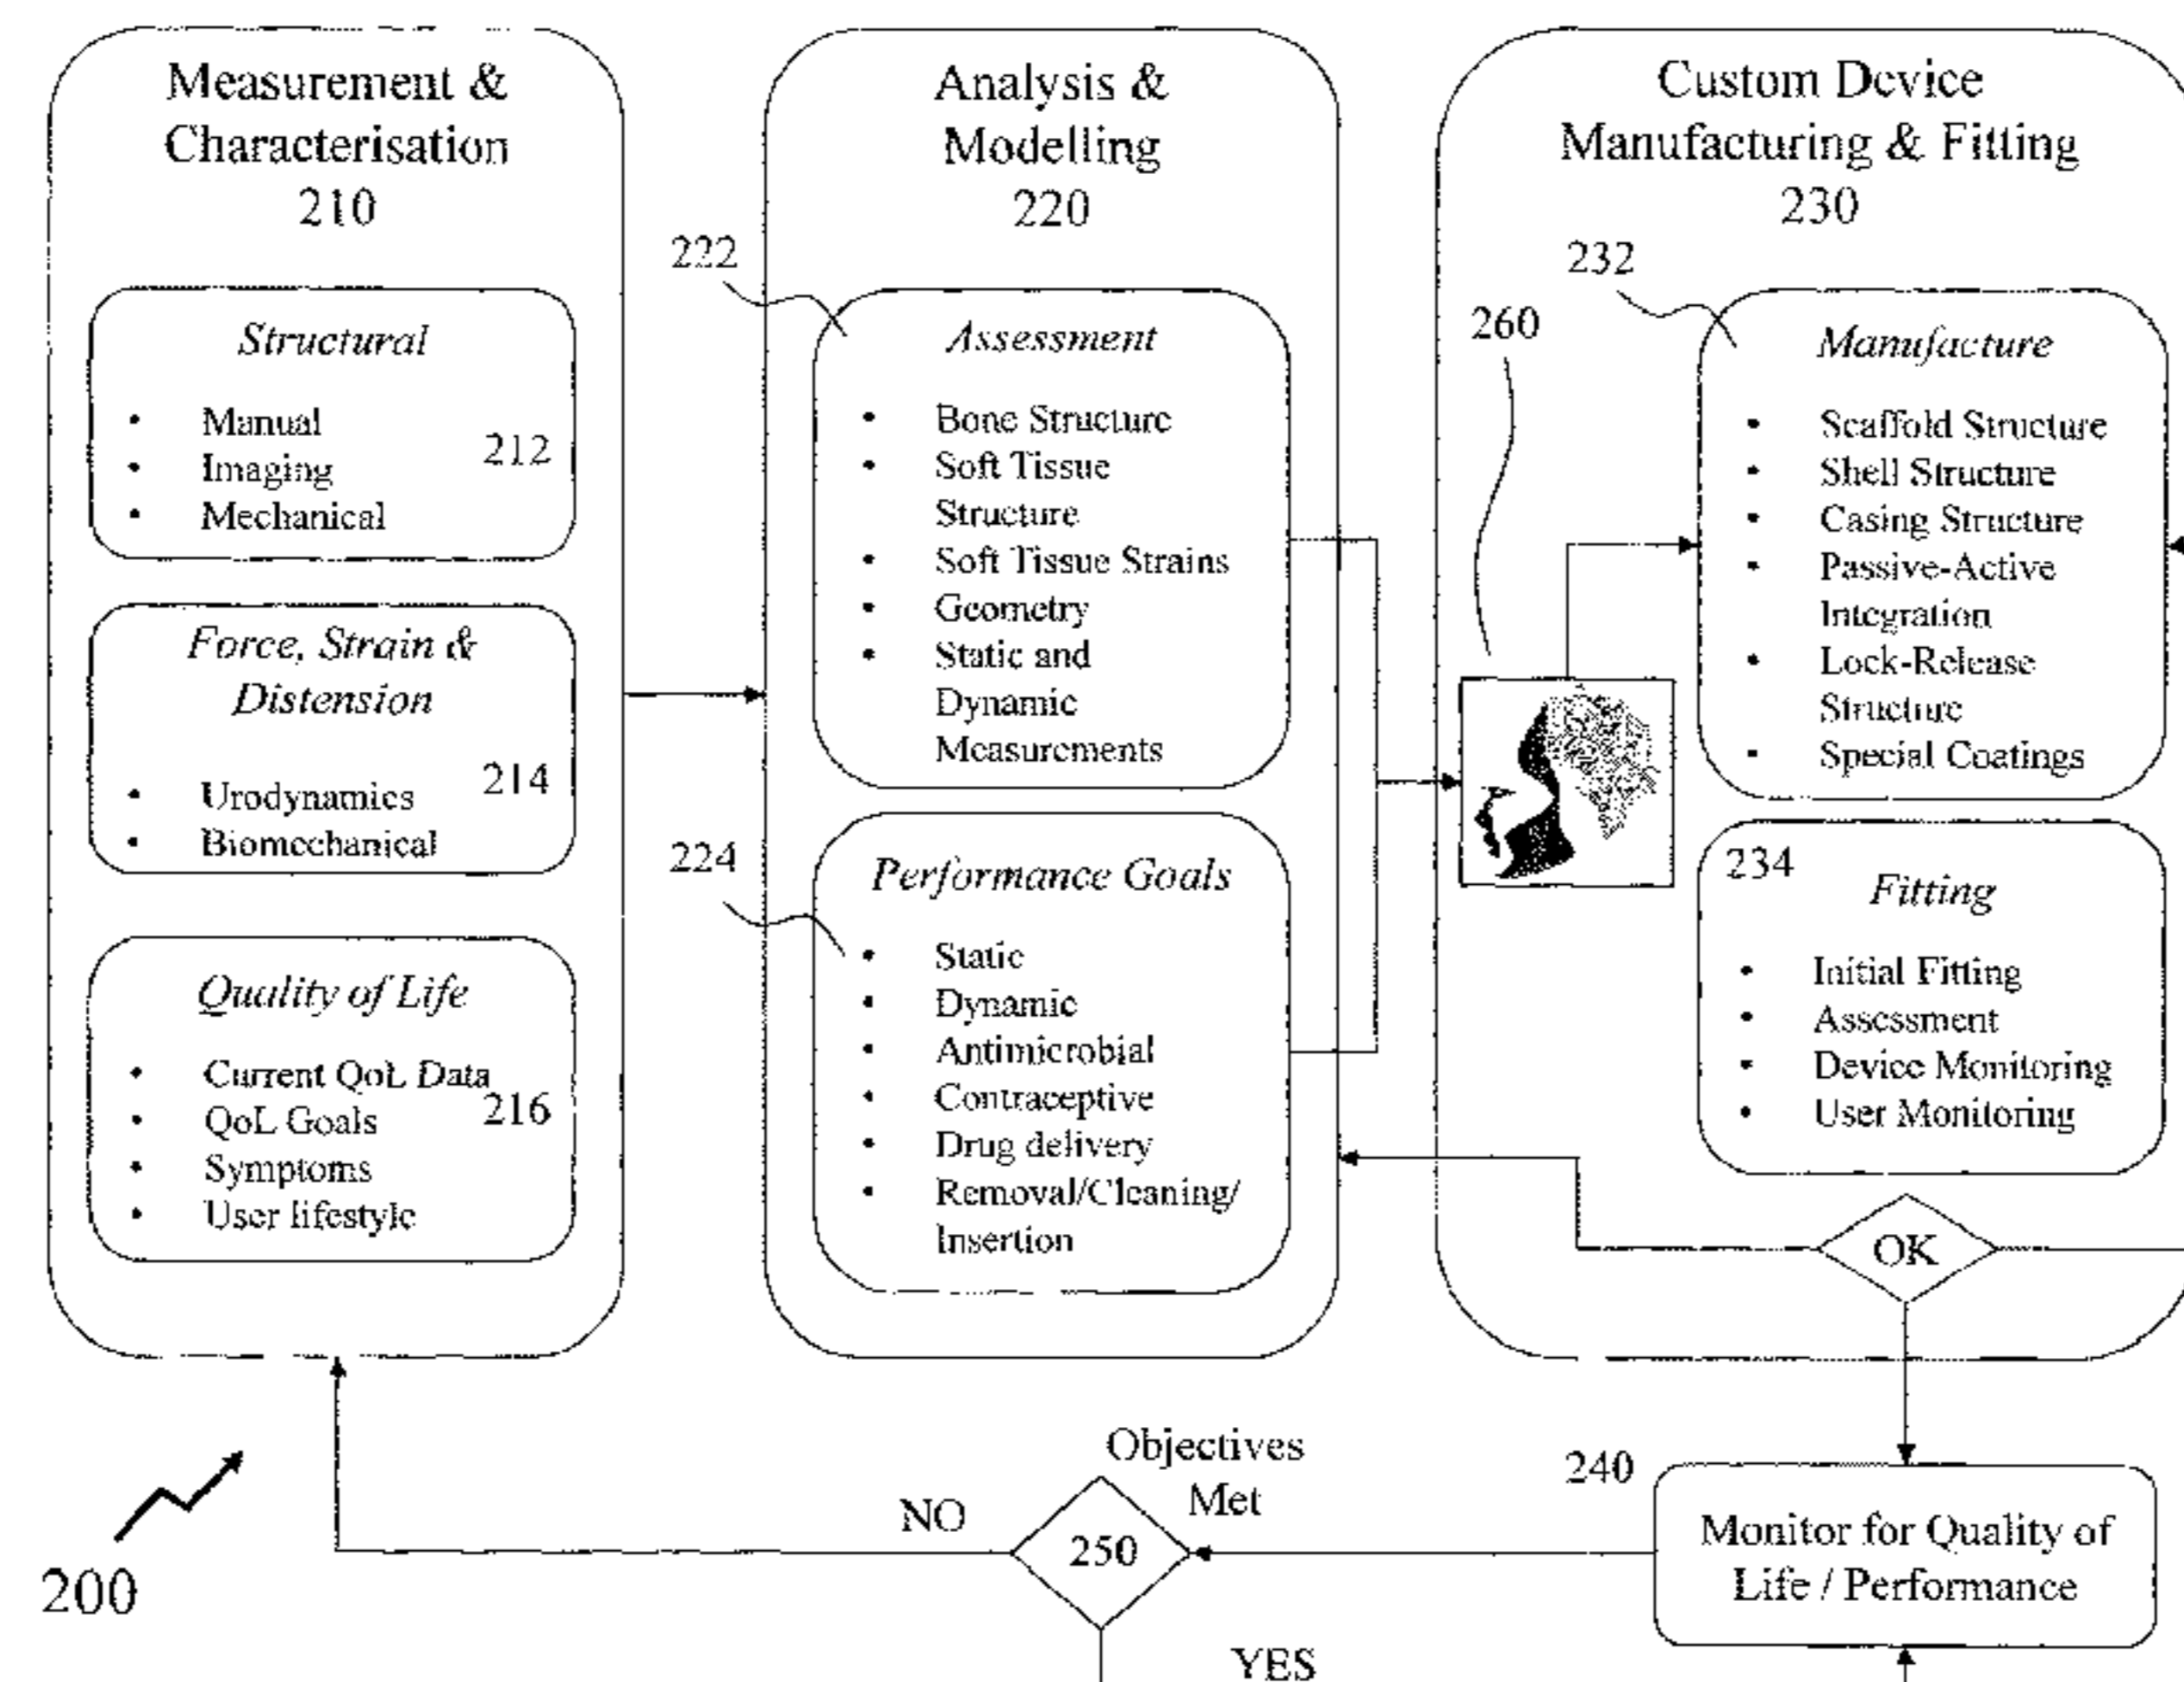 Measurement &
Characterisation
210
Structural
• Manual
• Imaging
• Mechanical
212
Force, Strain &
Distension
214
• Urodynamics
• Biomechanical
Quality of Life
• Current QoL Data
• QoL Goals
216
• Symptoms
• User lifestyle
Analysis &
Modelling
220
222
Assessment
• Bone Structure
• Soft Tissue
Structure
• Soft Tissue Strains
• Geometry
• Static and
Dynamic
Measurements
224
Performance Goals
• Static
• Dynamic
• Antimicrobial
• Contraceptive
• Drug delivery
• Removal/Cleaning/
Insertion
Custom Device
Manufacturing & Fitting
230
232
260
Manufacture
• Scaffold Structure
• Shell Structure
• Casing Structure
• Passive-Active
Integration
• Lock-Release
Structure
• Special Coatings
234
Fitting
• Initial Fitting
• Assessment
• Device Monitoring
• User Monitoring
OK
240
Monitor for Quality of
Life / Performance
Objectives
Met
250
NO
YES
200